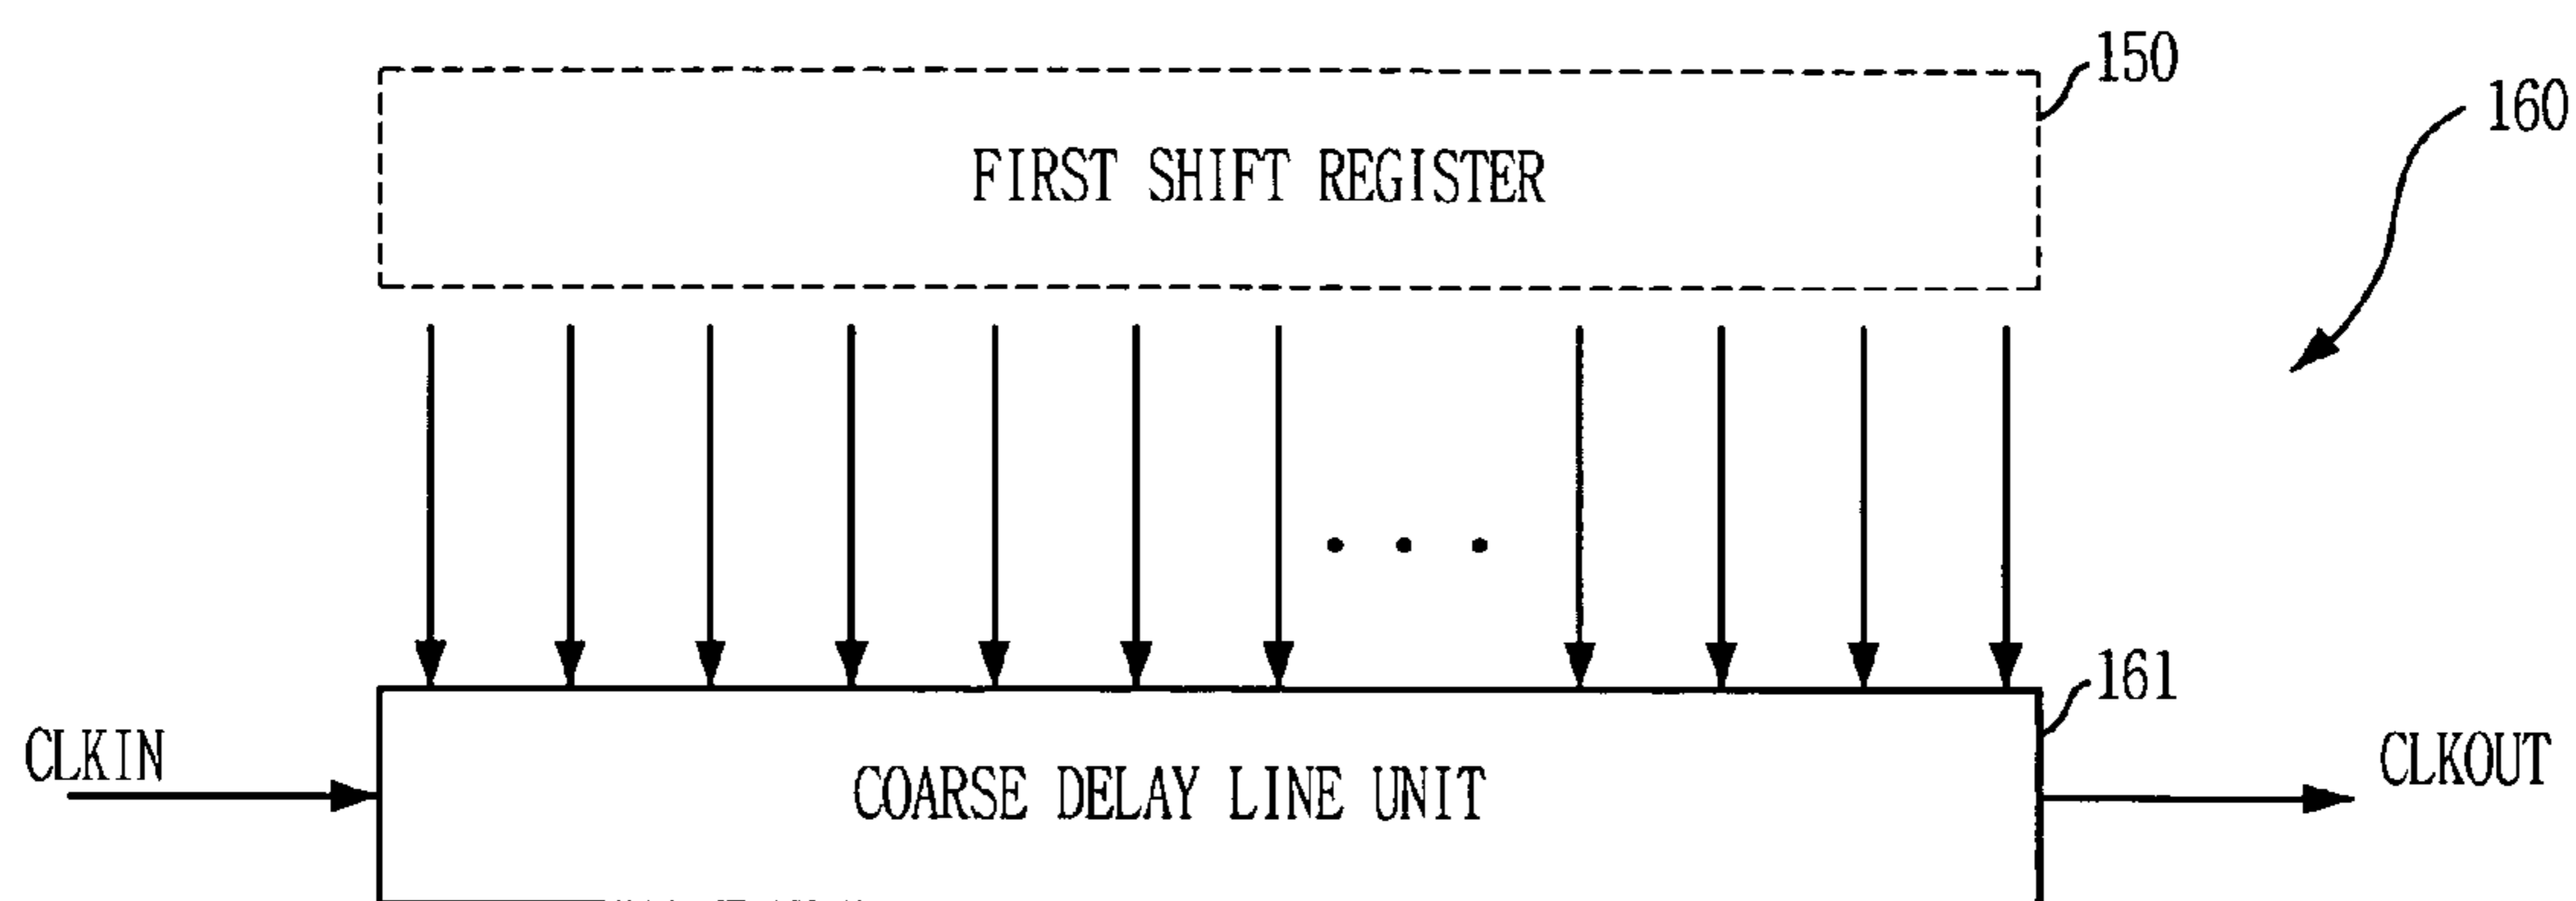 150
160
FIRST SHIFT REGISTER
161
CLKIN
COARSE DELAY LINE UNIT
CLKOUT